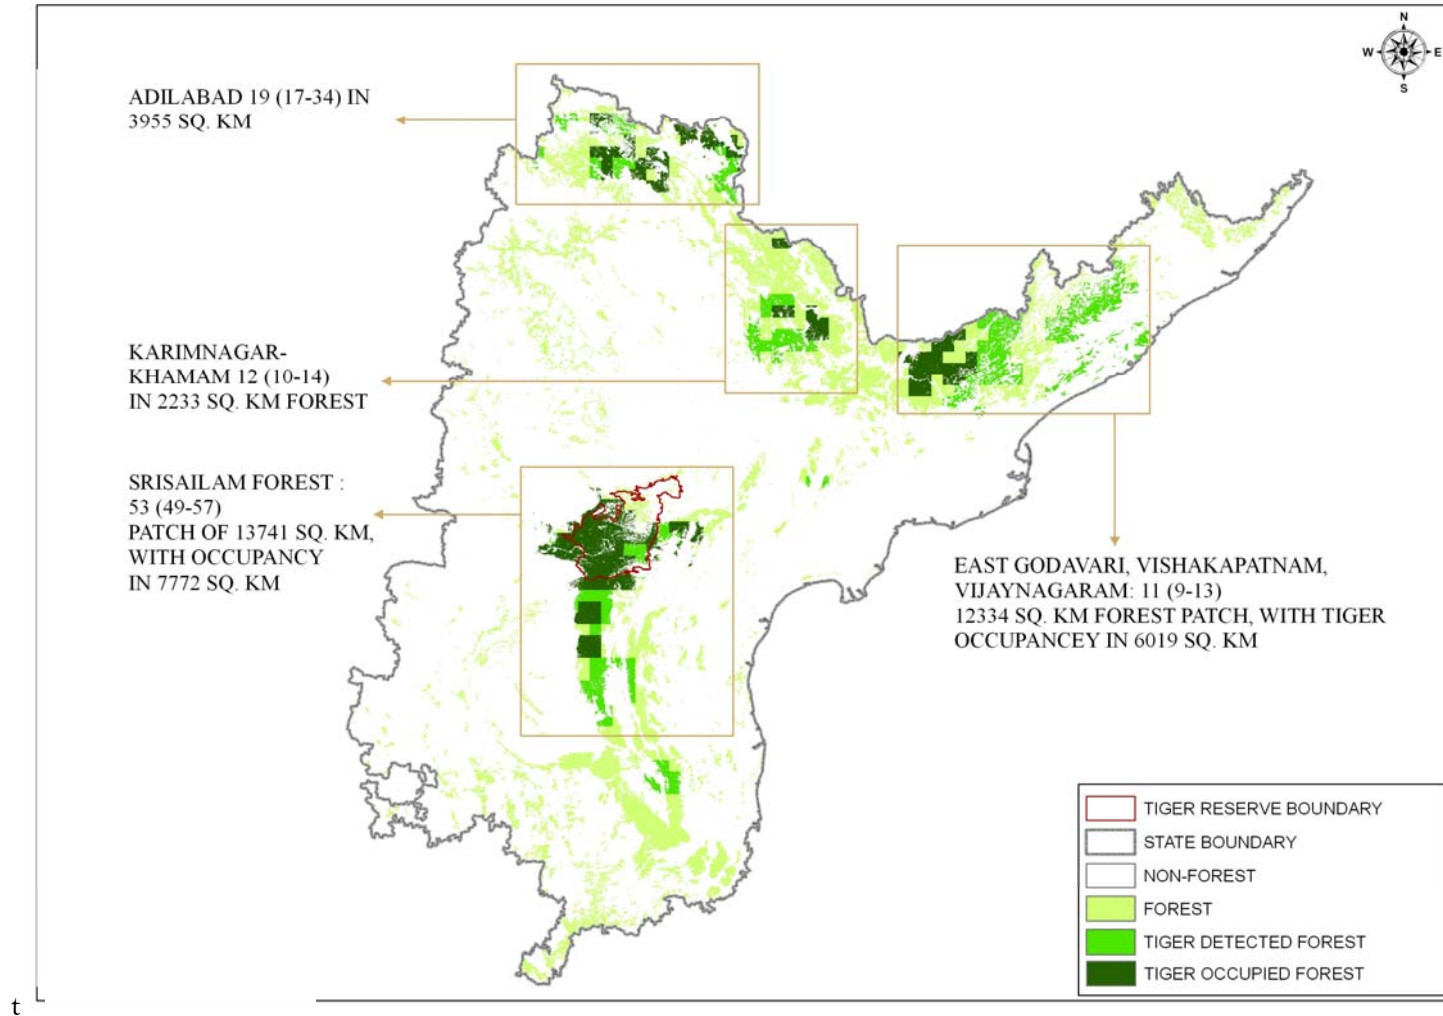 N
W
E
S
ADILABAD 19 (17-34) IN
3955 SQ. KM
KARIMNAGAR-
KHAMAM 12 (10-14)
IN 2233 SQ. KM FOREST
SRISAILAM FOREST :
53 (49-57)
PATCH OF 13741 SQ. KM,
WITH OCCUPANCY
IN 7772 SQ. KM
EAST GODAVARI, VISHAKAPATNAM,
VIJAYNAGARAM: 11 (9-13)
12334 SQ. KM FOREST PATCH, WITH TIGER
OCCUPANCEY IN 6019 SQ. KM
TIGER RESERVE BOUNDARY
STATE BOUNDARY
NON-FOREST
FOREST
TIGER DETECTED FOREST
TIGER OCCUPIED FOREST
t